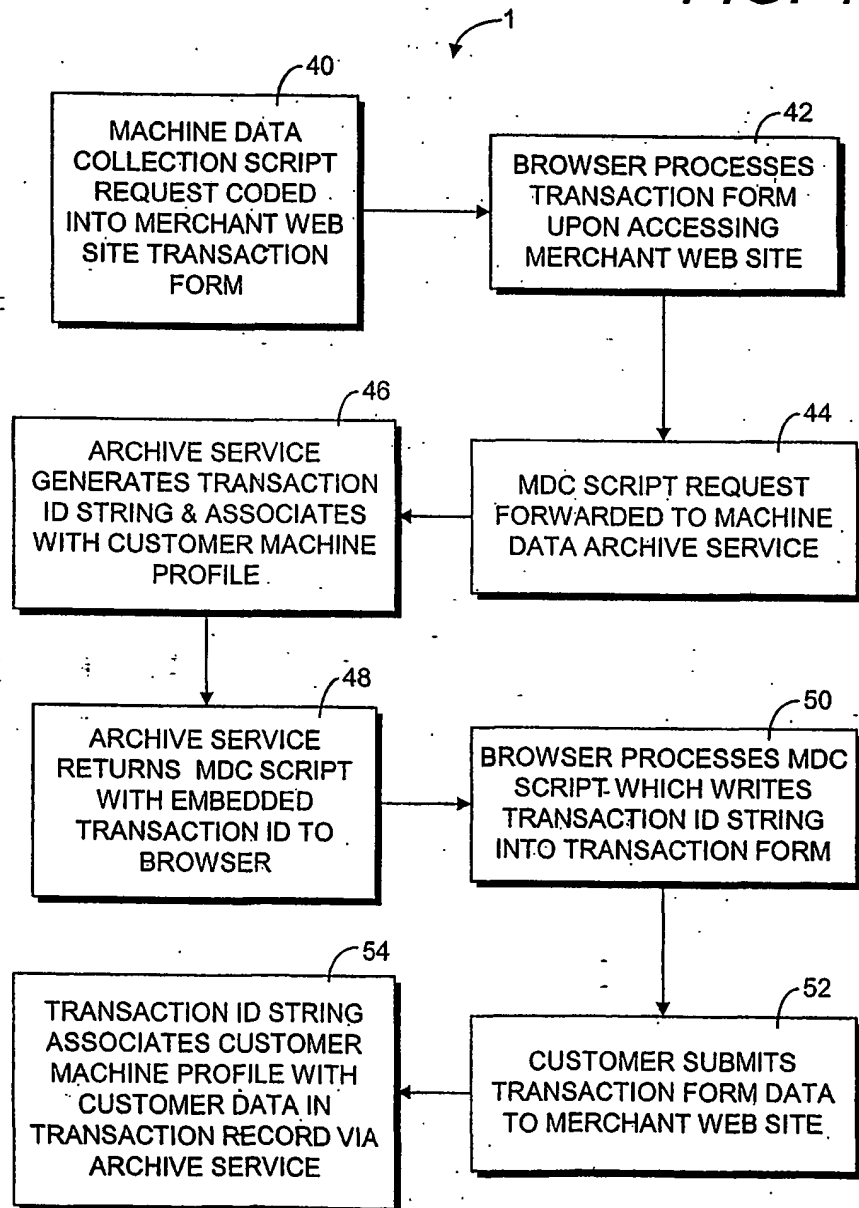 1
40
MACHINE DATA
COLLECTION SCRIPT
REQUEST CODED
INTO MERCHANT WEB
SITE TRANSACTION
FORM
42
BROWSER PROCESSES
TRANSACTION FORM
UPON ACCESSING
MERCHANT WEB SITE
44
MDC SCRIPT REQUEST
FORWARDED TO MACHINE
DATA ARCHIVE SERVICE
46
ARCHIVE SERVICE
GENERATES TRANSACTION
ID STRING & ASSOCIATES
WITH CUSTOMER MACHINE
PROFILE
48
ARCHIVE SERVICE
RETURNS MDC SCRIPT
WITH EMBEDDED
TRANSACTION ID TO
BROWSER
50
BROWSER PROCESSES MDC
SCRIPT WHICH WRITES
TRANSACTION ID STRING
INTO TRANSACTION FORM
52
CUSTOMER SUBMITS
TRANSACTION FORM DATA
TO MERCHANT WEB SITE
54
TRANSACTION ID STRING
ASSOCIATES CUSTOMER
MACHINE PROFILE WITH
CUSTOMER DATA IN
TRANSACTION RECORD VIA
ARCHIVE SERVICE